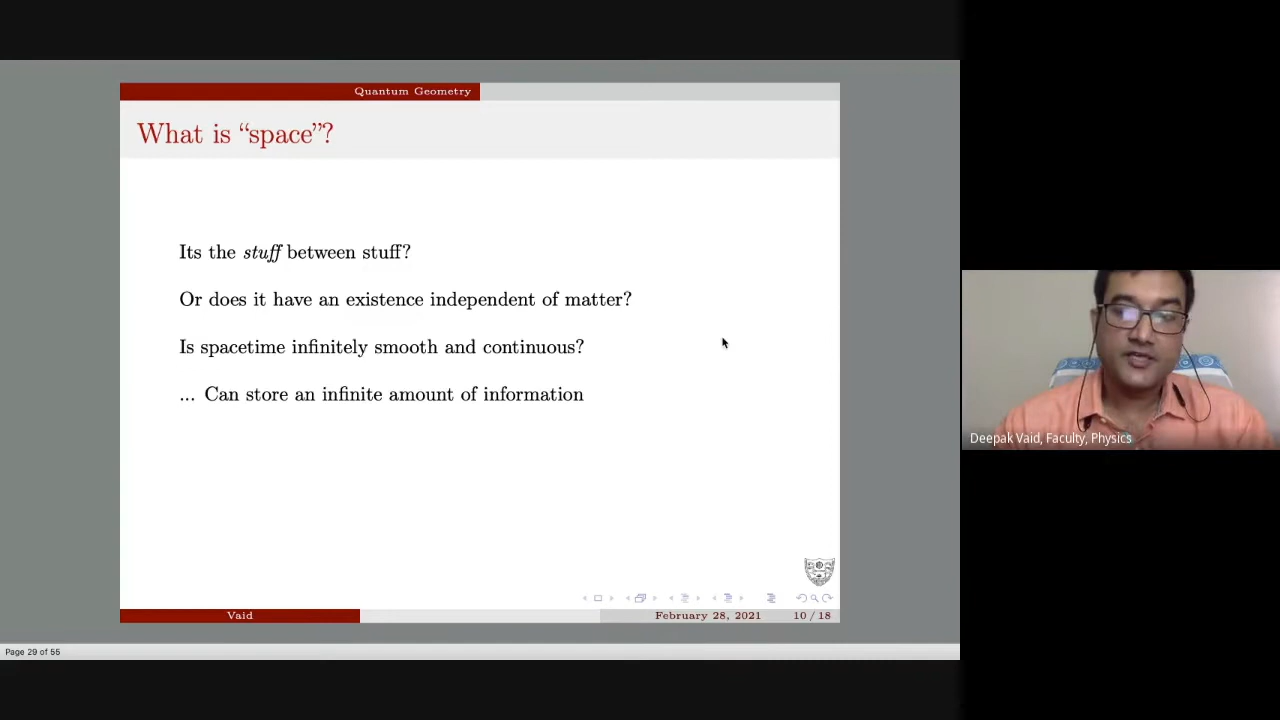 Quantum Geometry
What is “space”?
Its the stuff between stuff?
Or does it have an existence independent of matter?
Is spacetime infinitely smooth and continuous?
... Can store an infinite amount of information
Vaid
February 28, 2021
10 / 18
Page 29 of 55
Deepak Vaid, Faculty, Physics